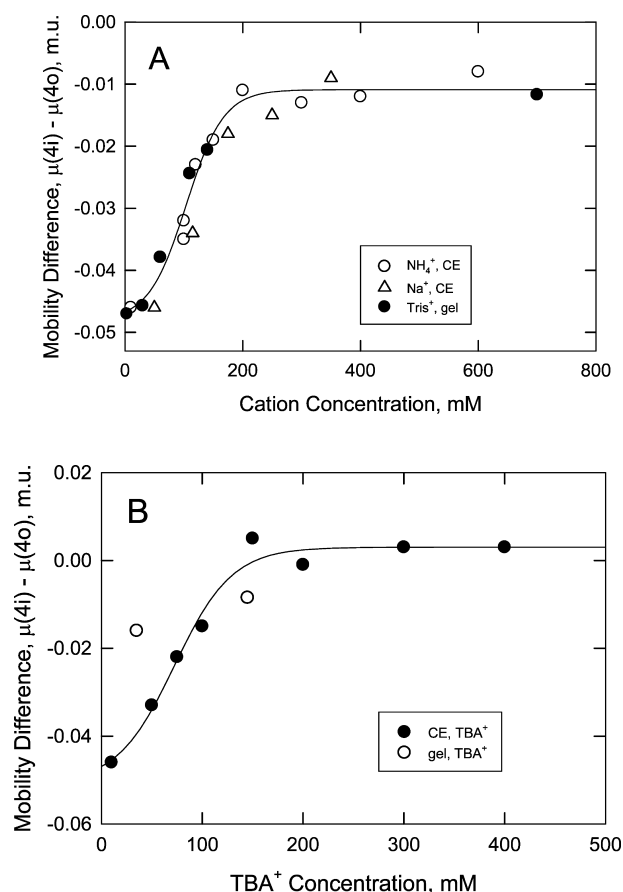 A
0.00
-0.01
-0.02
-0.03
-0.04
-0.05
Mobility Difference, μ(4i) - μ(4o), m.u.
NH₄⁺, CE
Na⁺, CE
Tris⁺, gel
0 200 400 600 800
Cation Concentration, mM
B
0.02
0.00
-0.02
-0.04
-0.06
Mobility Difference, μ(4i) - μ(4o), m.u.
CE, TBA⁺
gel, TBA⁺
0 100 200 300 400 500
TBA⁺ Concentration, mM